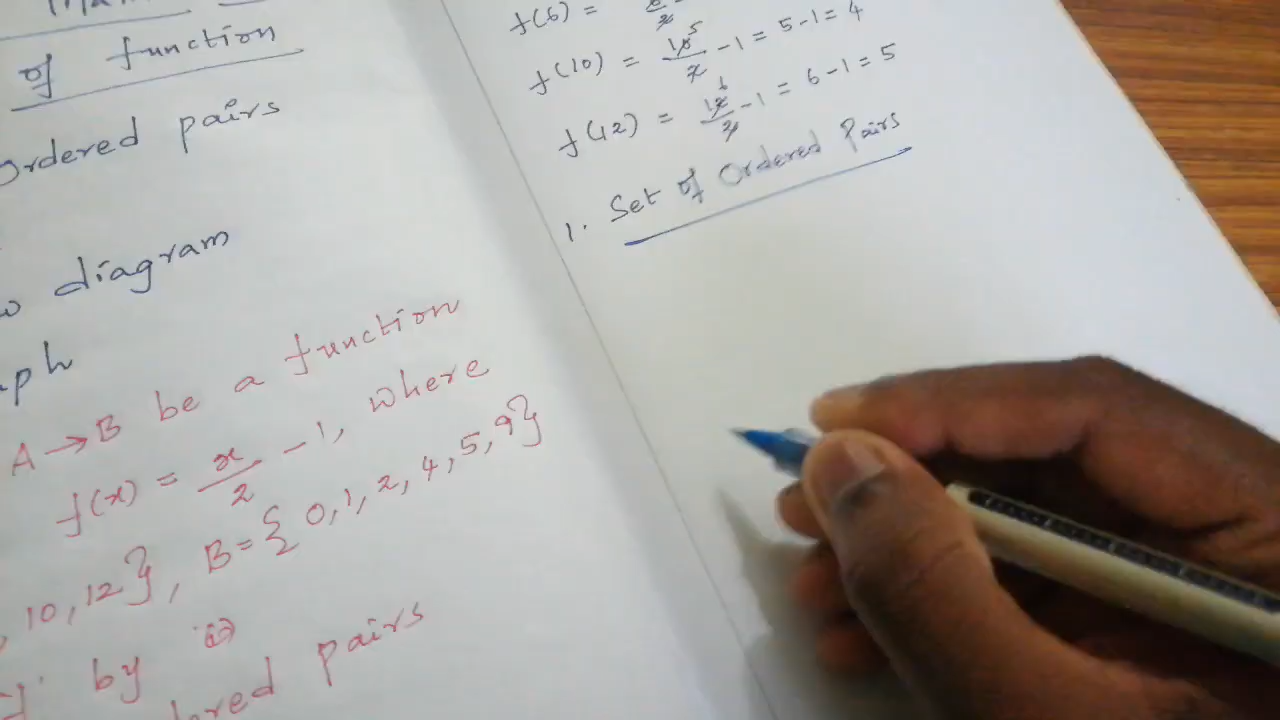 of function
Ordered pairs
diagram
A → B be a function
f(x) = x/2 - 1, where
10, 12}, B = {0, 1, 2, 4, 5, 9}
by (i)
ordered pairs
f(6) =
f(10) = 10/2 - 1 = 5 - 1 = 4
f(12) = 12/2 - 1 = 6 - 1 = 5
1. Set of Ordered Pairs